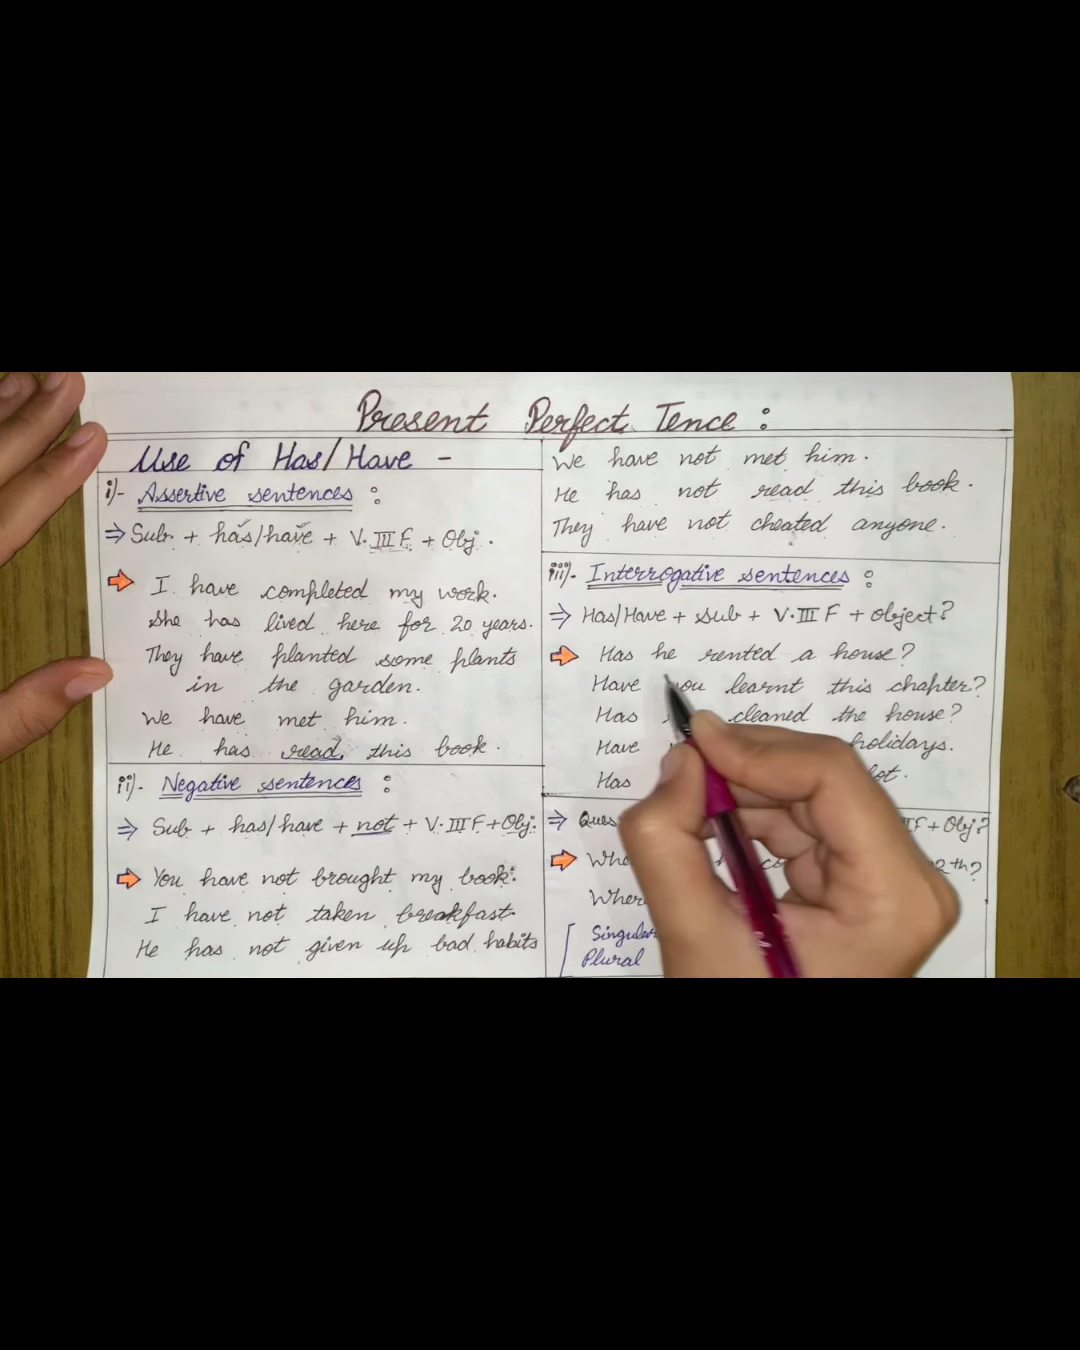 Present Perfect Tence :
Use of Has/Have -
i)- Assertive sentences :
⇒ Sub + has/have + V.III F + Obj.
I have completed my work.
She has lived here for 20 years.
They have planted some plants
in the garden.
We have met him.
He has read this book.
ii)- Negative sentences :
⇒ Sub + has/have + not + V.III F + Obj.
You have not brought my book.
I have not taken breakfast.
He has not given up bad habits
We have not met him.
He has not read this book.
They have not cheated anyone.
iii)- Interrogative sentences :
⇒ Has/Have + sub + V.III F + object?
Has he rented a house?
Have you learnt this chapter?
Has cleaned the house?
Have holidays.
Has
⇒ F + Obj?
Singular
Plural